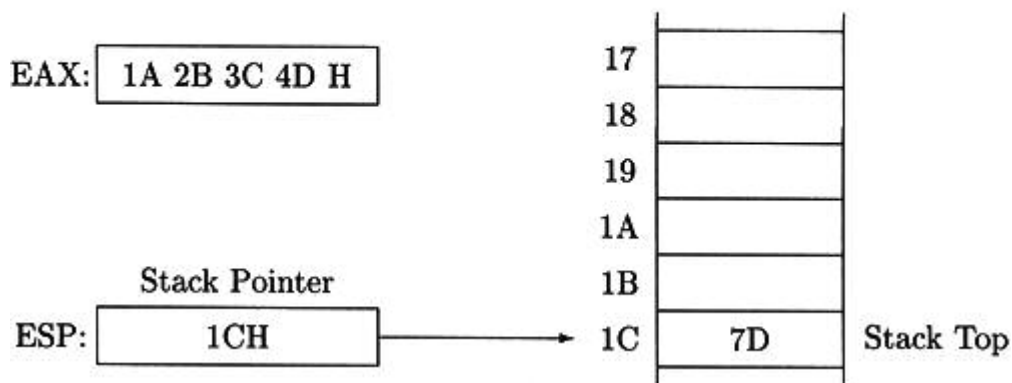 EAX: 1A 2B 3C 4D H
Stack Pointer
ESP: 1CH
17
18
19
1A
1B
1C 7D Stack Top